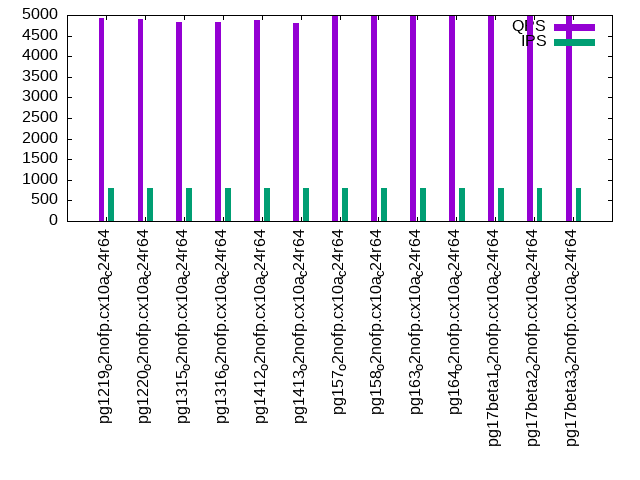 5000
4500
4000
3500
3000
2500
2000
1500
1000
500
0
QPS
IPS
pg1219o2nofp.cx10ac24r64
pg1220o2nofp.cx10ac24r64
pg1315o2nofp.cx10ac24r64
pg1316o2nofp.cx10ac24r64
pg1412o2nofp.cx10ac24r64
pg1413o2nofp.cx10ac24r64
pg157o2nofp.cx10ac24r64
pg158o2nofp.cx10ac24r64
pg163o2nofp.cx10ac24r64
pg164o2nofp.cx10ac24r64
pg17beta1o2nofp.cx10ac24r64
pg17beta2o2nofp.cx10ac24r64
pg17beta3o2nofp.cx10ac24r64